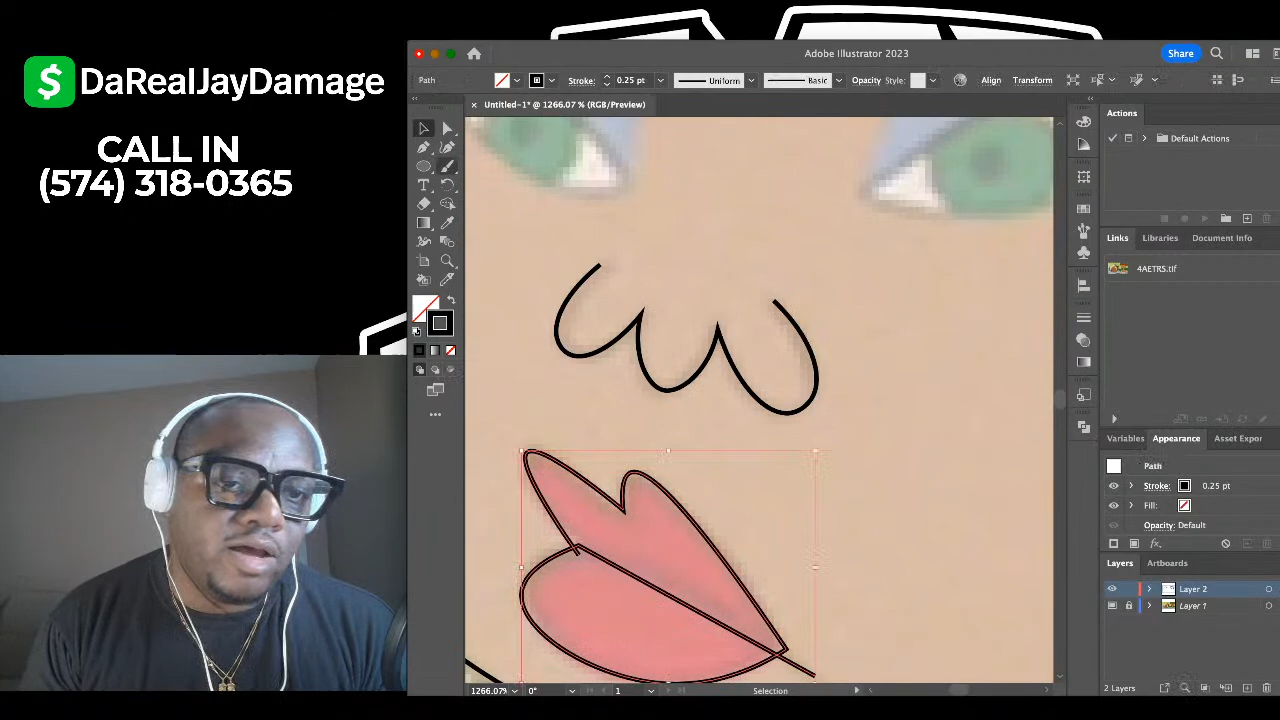 $ DaRealJayDamage
CALL IN
(574) 318-0365
Adobe Illustrator 2023
Share
Path
Stroke:
0.25 pt
Uniform
Basic
Opacity
Style:
Align
Transform
× Untitled-1* @ 1266.07 % (RGB/Preview)
Actions
Default Actions
Links
Libraries
Document Info
4AETRS.tif
Variables
Appearance
Asset Expor
Path
Stroke:
0.25 pt
Fill:
Opacity: Default
fx
Layers
Artboards
Layer 2
Layer 1
2 Layers
1266.07%
0°
1
Selection